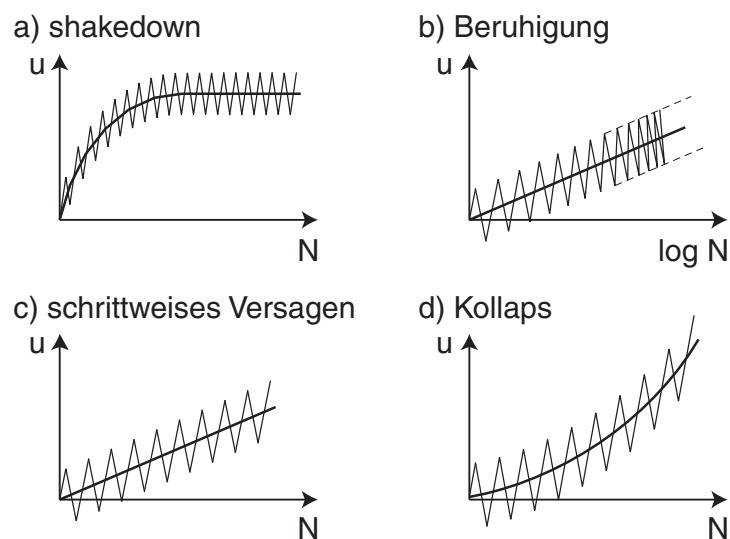 a) shakedown
b) Beruhigung
u
u
N
log N
c) schrittweises Versagen
d) Kollaps
u
u
N
N